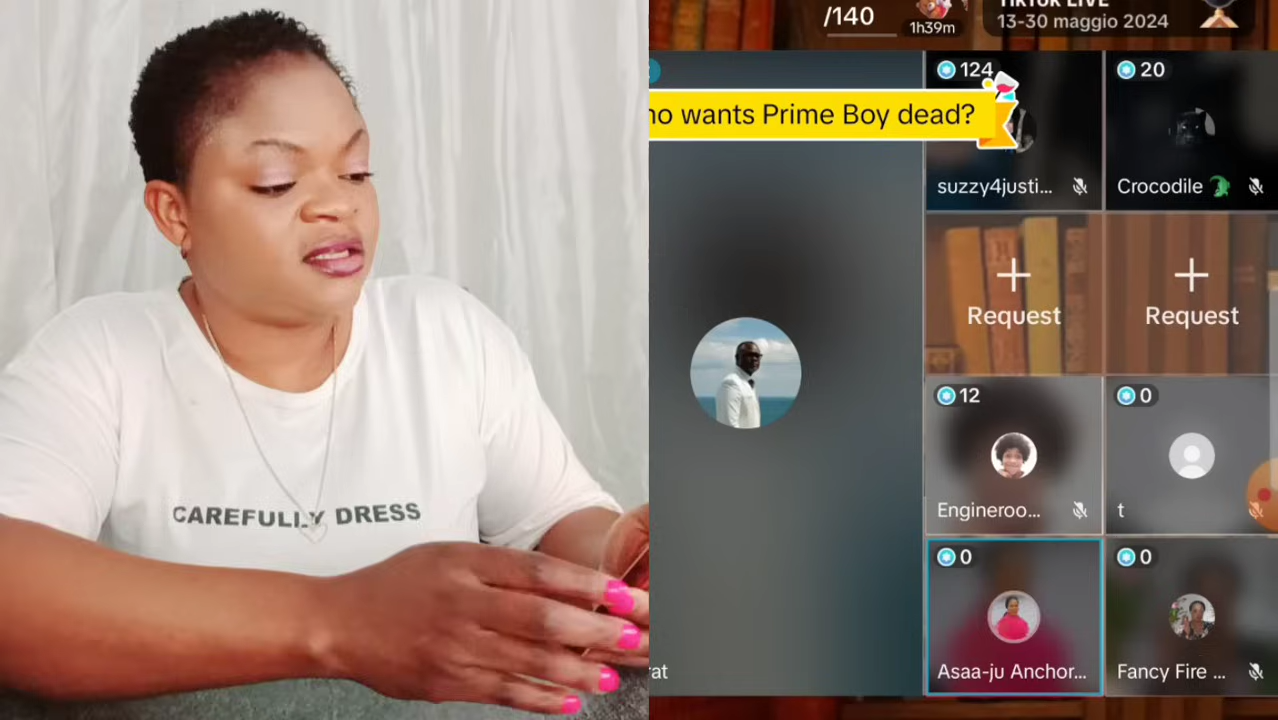 CAREFULLY DRESS
/140
1h39m
TikTok LIVE
13-30 maggio 2024
wants Prime Boy dead?
124
20
suzzy4justi...
Crocodile 🐊
+
Request
+
Request
12
0
Engineroo...
t
0
0
Asaa-ju Anchor...
Fancy Fire ...